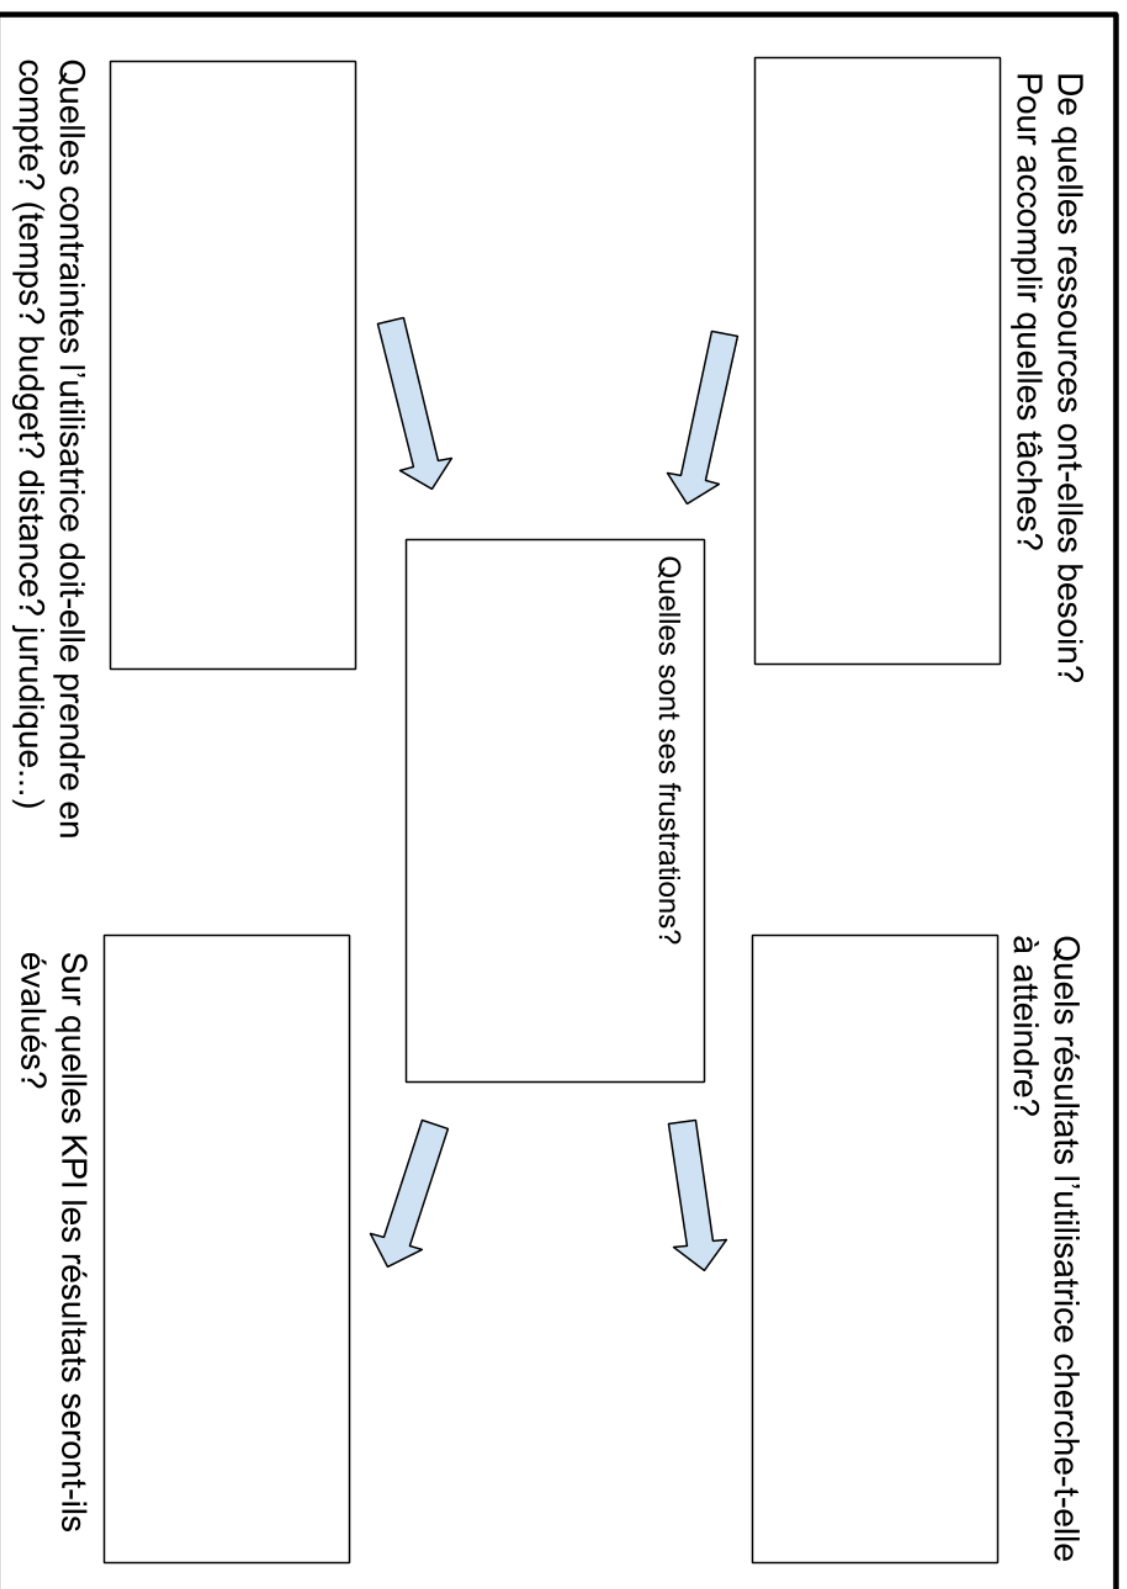 De quelles ressources ont-elles besoin?
Pour accomplir quelles tâches?
Quels résultats l'utilisatrice cherche-t-elle
à atteindre?
Quelles sont ses frustrations?
Quelles contraintes l'utilisatrice doit-elle prendre en
compte? (temps? budget? distance? jurudique...)
Sur quelles KPI les résultats seront-ils
évalués?